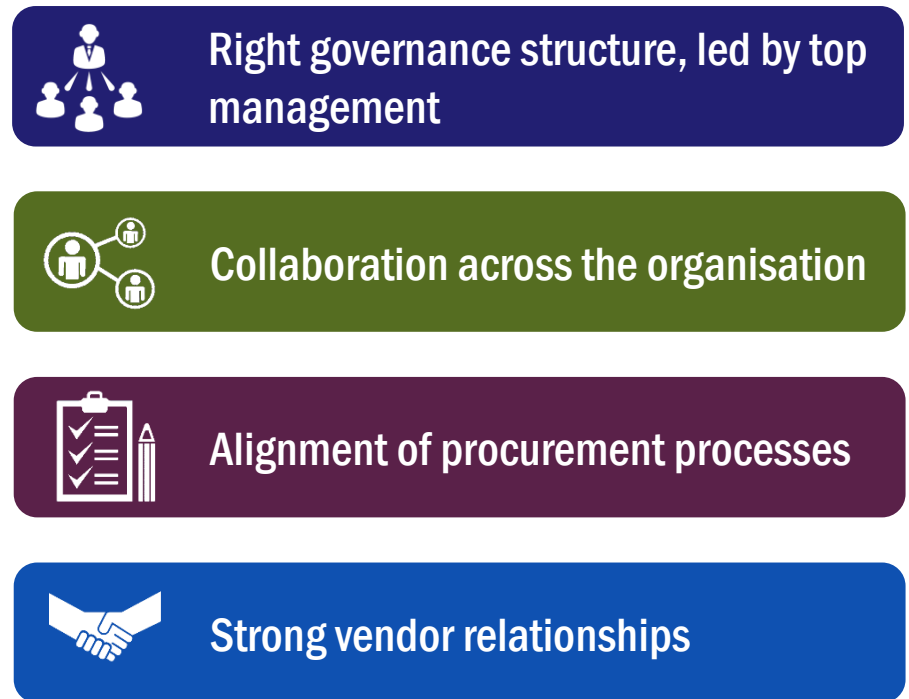 Right governance structure, led by top
management
Collaboration across the organisation
Alignment of procurement processes
Strong vendor relationships